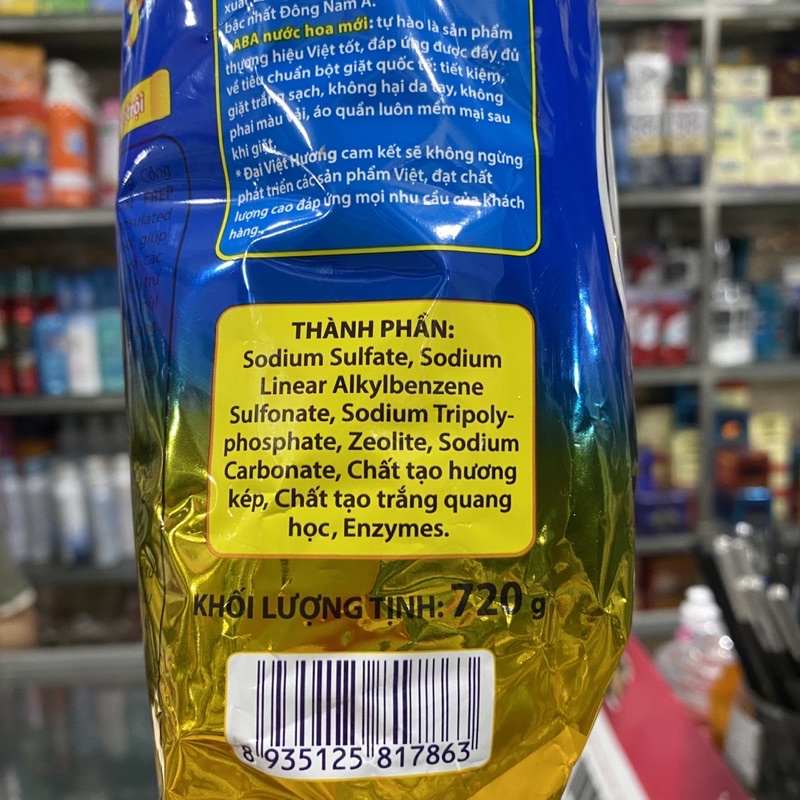 bậc nhất Đông Nam Á.
ABA nước hoa mới: tự hào là sản phẩm
thương hiệu Việt tốt, đáp ứng được đầy đủ
về tiêu chuẩn bột giặt quốc tế: tiết kiệm,
giặt trắng sạch, không hại da tay, không
phai màu vải, áo quần luôn mềm mại sau
khi giặt.
* Đại Việt Hương cam kết sẽ không ngừng
phát triển các sản phẩm Việt, đạt chất
lượng cao đáp ứng mọi nhu cầu của khách
hàng.
Công
FREP
giúp
các
THÀNH PHẦN:
Sodium Sulfate, Sodium
Linear Alkylbenzene
Sulfonate, Sodium Tripoly-
phosphate, Zeolite, Sodium
Carbonate, Chất tạo hương
kép, Chất tạo trắng quang
học, Enzymes.
KHỐI LƯỢNG TỊNH: 720 g
8 935125 817863